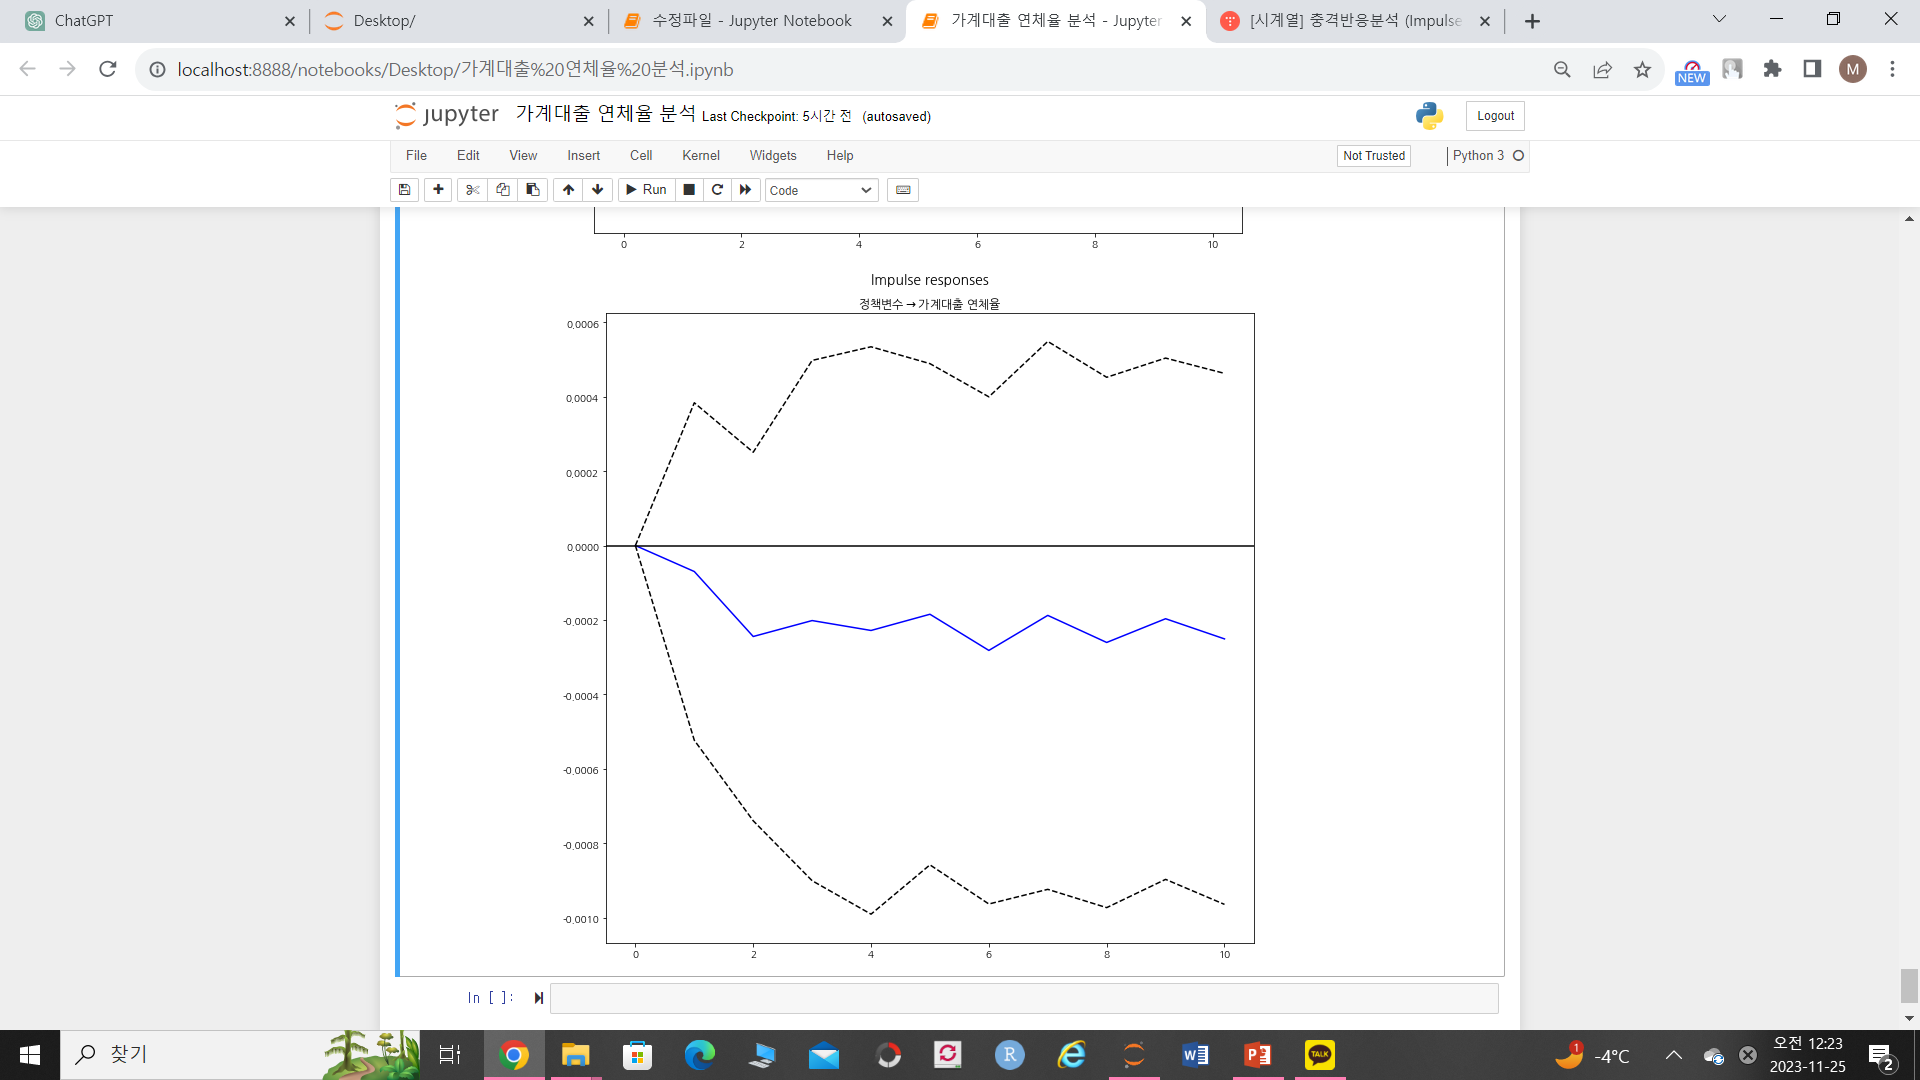 ChatGPT
Desktop/
수정파일 - Jupyter Notebook
가계대출 연체율 분석 - Jupyter
[시계열] 충격반응분석 (Impulse
localhost:8888/notebooks/Desktop/가계대출%20연체율%20분석.ipynb
NEW
M
jupyter 가계대출 연체율 분석 Last Checkpoint: 5시간 전 (autosaved)
Logout
File Edit View Insert Cell Kernel Widgets Help
Not Trusted
Python 3
Run
Code
0 2 4 6 8 10
Impulse responses
정책변수 → 가계대출 연체율
0.0006
0.0004
0.0002
0.0000
-0.0002
-0.0004
-0.0006
-0.0008
-0.0010
0 2 4 6 8 10
In [ ]:
찾기
R
TALK
1
-4°C
오전 12:23
2023-11-25
2